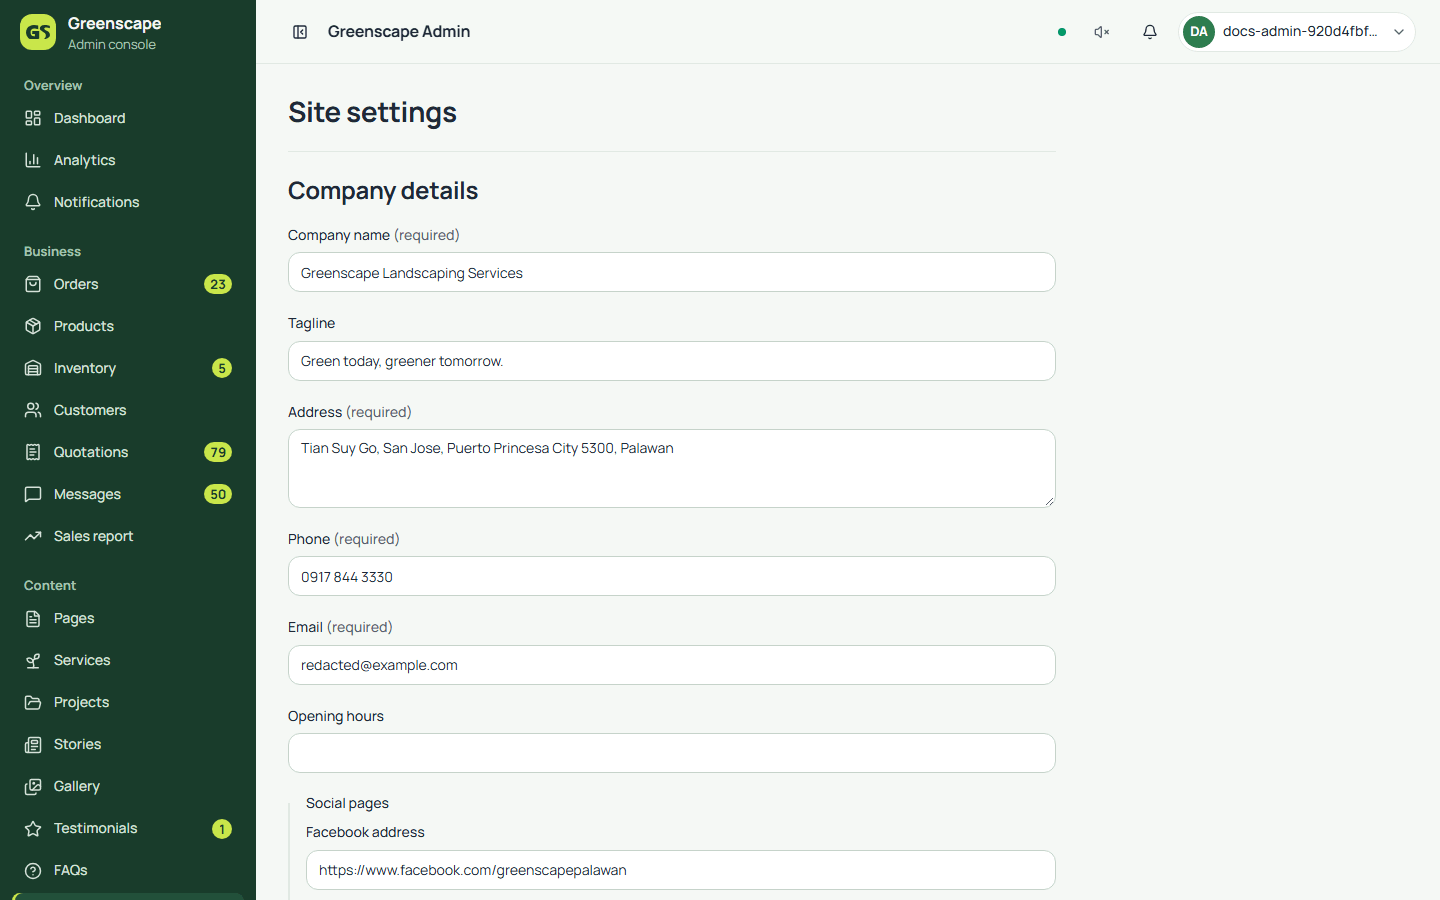 GS
Greenscape
Admin console
Overview
Dashboard
Analytics
Notifications
Business
Orders 23
Products
Inventory 5
Customers
Quotations 79
Messages 50
Sales report
Content
Pages
Services
Projects
Stories
Gallery
Testimonials 1
FAQs
Greenscape Admin
DA docs-admin-920d4fbf...
Site settings
Company details
Company name (required)
Greenscape Landscaping Services
Tagline
Green today, greener tomorrow.
Address (required)
Tian Suy Go, San Jose, Puerto Princesa City 5300, Palawan
Phone (required)
0917 844 3330
Email (required)
redacted@example.com
Opening hours
Social pages
Facebook address
https://www.facebook.com/greenscapepalawan